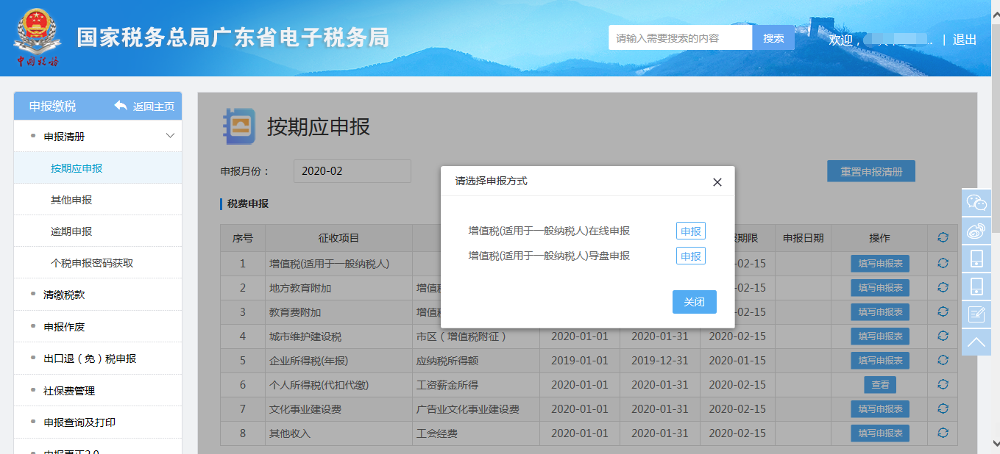 中国税务
国家税务总局广东省电子税务局
请输入需要搜索的内容 搜索
欢迎， | 退出
申报缴税 返回主页
申报清册
按期应申报
其他申报
逾期申报
个税申报密码获取
清缴税款
申报作废
出口退（免）税申报
社保费管理
申报查询及打印
申报更正2.0
按期应申报
申报月份： 2020-02 重置申报清册
税费申报
请选择申报方式
增值税(适用于一般纳税人)在线申报 申报
增值税(适用于一般纳税人)导盘申报 申报
关闭
序号 征收项目 期限 申报日期 操作
1 增值税(适用于一般纳税人) -02-15 填写申报表
2 地方教育附加 增值税 -02-15 填写申报表
3 教育费附加 增值税 -02-15 填写申报表
4 城市维护建设税 市区（增值税附征） 2020-01-01 2020-01-31 2020-02-15 填写申报表
5 企业所得税(年报) 应纳税所得额 2019-01-01 2019-12-31 2020-01-15 填写申报表
6 个人所得税(代扣代缴) 工资薪金所得 2020-01-01 2020-01-31 2020-02-15 查看
7 文化事业建设费 广告业文化事业建设费 2020-01-01 2020-01-31 2020-02-15 填写申报表
8 其他收入 工会经费 2020-01-01 2020-01-31 2020-02-15 填写申报表